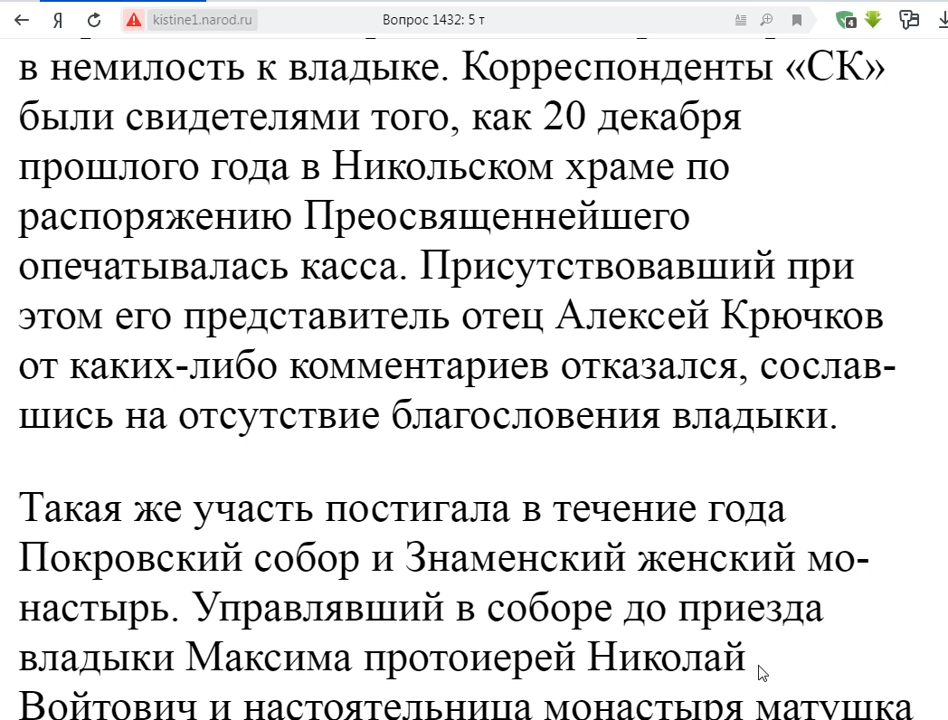 Я
kistine1.narod.ru
Вопрос 1432: 5 т
4
в немилость к владыке. Корреспонденты «СК»
были свидетелями того, как 20 декабря
прошлого года в Никольском храме по
распоряжению Преосвященнейшего
опечатывалась касса. Присутствовавший при
этом его представитель отец Алексей Крючков
от каких-либо комментариев отказался, сослав-
шись на отсутствие благословения владыки.
Такая же участь постигала в течение года
Покровский собор и Знаменский женский мо-
настырь. Управлявший в соборе до приезда
владыки Максима протоиерей Николай
Войтович и настоятельница монастыря матушка